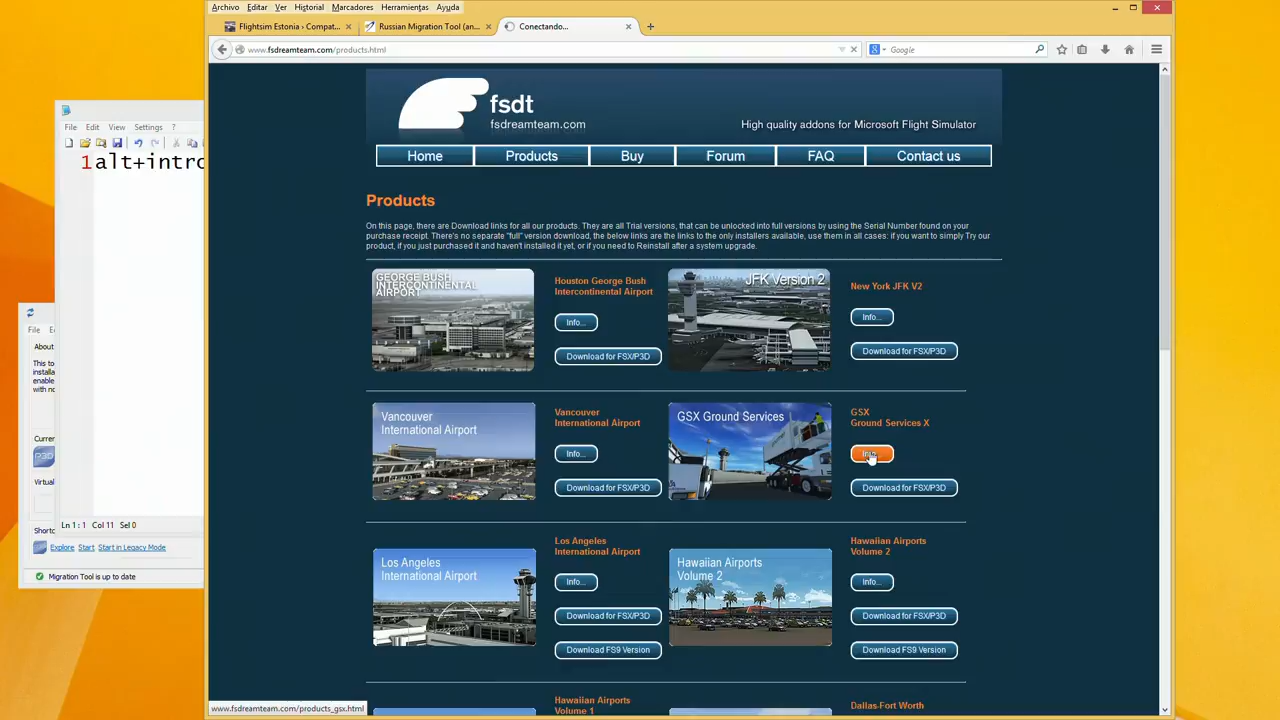 Archivo Editar Ver Historial Marcadores Herramientas Ayuda
Flightsim Estonia › Compat... × Russian Migration Tool (an... × Conectando... ×
www.fsdreamteam.com/products.html
Google
fsdt
fsdreamteam.com
High quality addons for Microsoft Flight Simulator
Home Products Buy Forum FAQ Contact us
Products
On this page, there are Download links for all our products. They are all Trial versions, that can be unlocked into full versions by using the Serial Number found on your
purchase receipt. There's no separate "full" version download, the below links are the links to the only installers available, use them in all cases: if you want to simply Try our
product, if you just purchased it and haven't installed it yet, or if you need to Reinstall after a system upgrade.
GEORGE BUSH
INTERCONTINENTAL
AIRPORT
Houston George Bush
Intercontinental Airport
Info...
Download for FSX/P3D
JFK Version 2
New York JFK V2
Info...
Download for FSX/P3D
Vancouver
International Airport
Vancouver
International Airport
Info...
Download for FSX/P3D
GSX Ground Services
GSX
Ground Services X
Info...
Download for FSX/P3D
Los Angeles
International Airport
Los Angeles
International Airport
Info...
Download for FSX/P3D
Download FS9 Version
Hawaiian Airports
Volume 2
Hawaiian Airports
Volume 2
Info...
Download for FSX/P3D
Download FS9 Version
Hawaiian Airports
Volume 1
Dallas-Fort Worth
www.fsdreamteam.com/products_gsx.html
File Edit View Settings ?
1 alt+intro
Ln 1 : 1 Col 11 Sel 0
File
About
This to
installa
enable
with no
Curre
P3D
Virtua
Shortc
Explore Start Start in Legacy Mode
Migration Tool is up to date